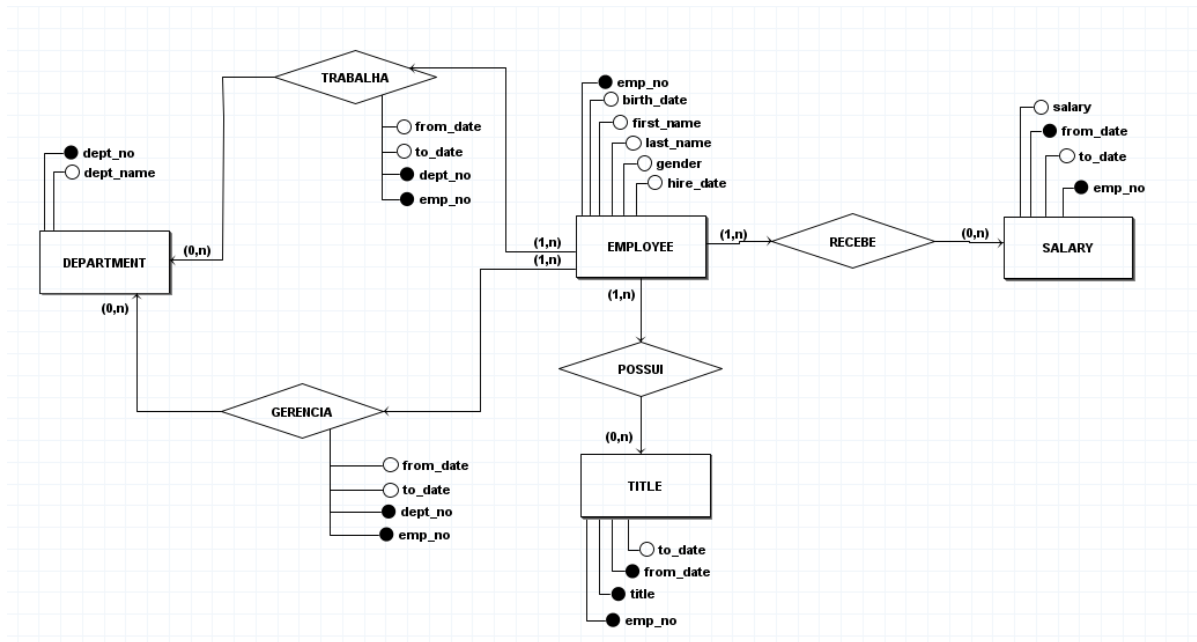 TRABALHA
from_date
to_date
dept_no
emp_no
dept_no
dept_name
DEPARTMENT
(0,n)
(0,n)
emp_no
birth_date
first_name
last_name
gender
hire_date
EMPLOYEE
(1,n)
(1,n)
(1,n)
(1,n)
RECEBE
(0,n)
salary
from_date
to_date
emp_no
SALARY
POSSUI
(0,n)
TITLE
to_date
from_date
title
emp_no
GERENCIA
from_date
to_date
dept_no
emp_no